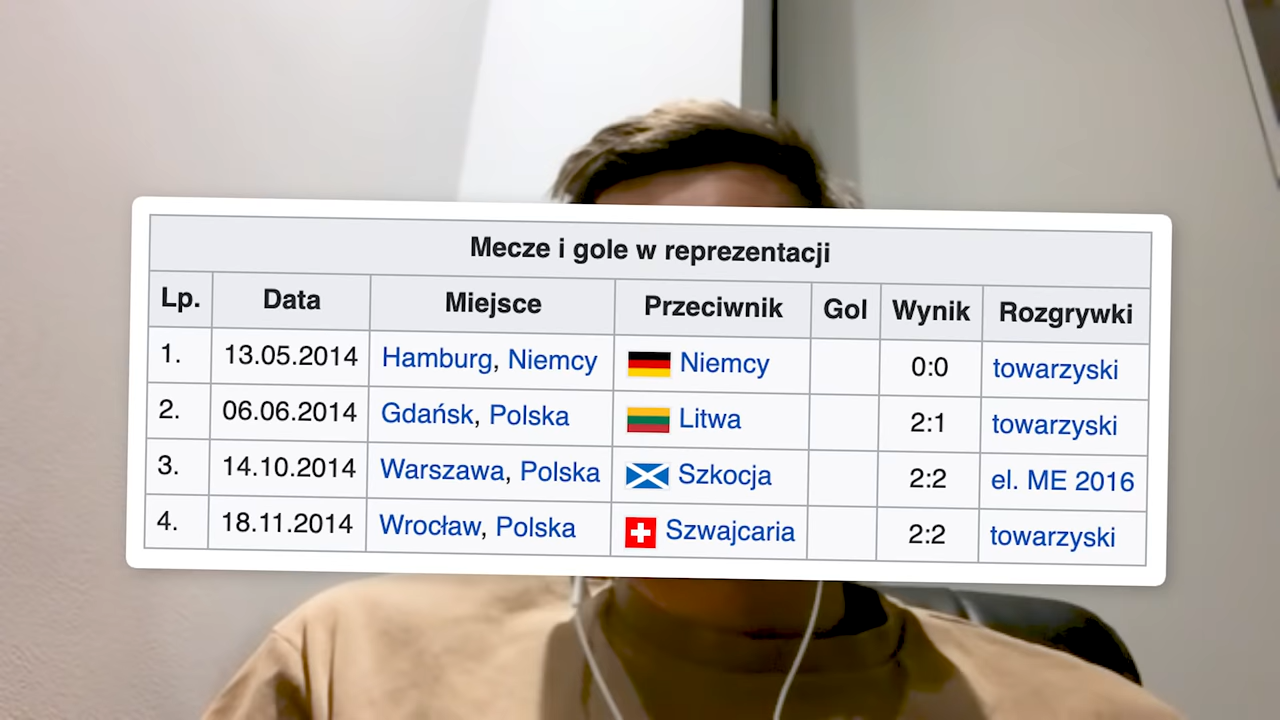 Mecze i gole w reprezentacji
Lp. Data Miejsce Przeciwnik Gol Wynik Rozgrywki
1. 13.05.2014 Hamburg, Niemcy Niemcy 0:0 towarzyski
2. 06.06.2014 Gdańsk, Polska Litwa 2:1 towarzyski
3. 14.10.2014 Warszawa, Polska Szkocja 2:2 el. ME 2016
4. 18.11.2014 Wrocław, Polska Szwajcaria 2:2 towarzyski